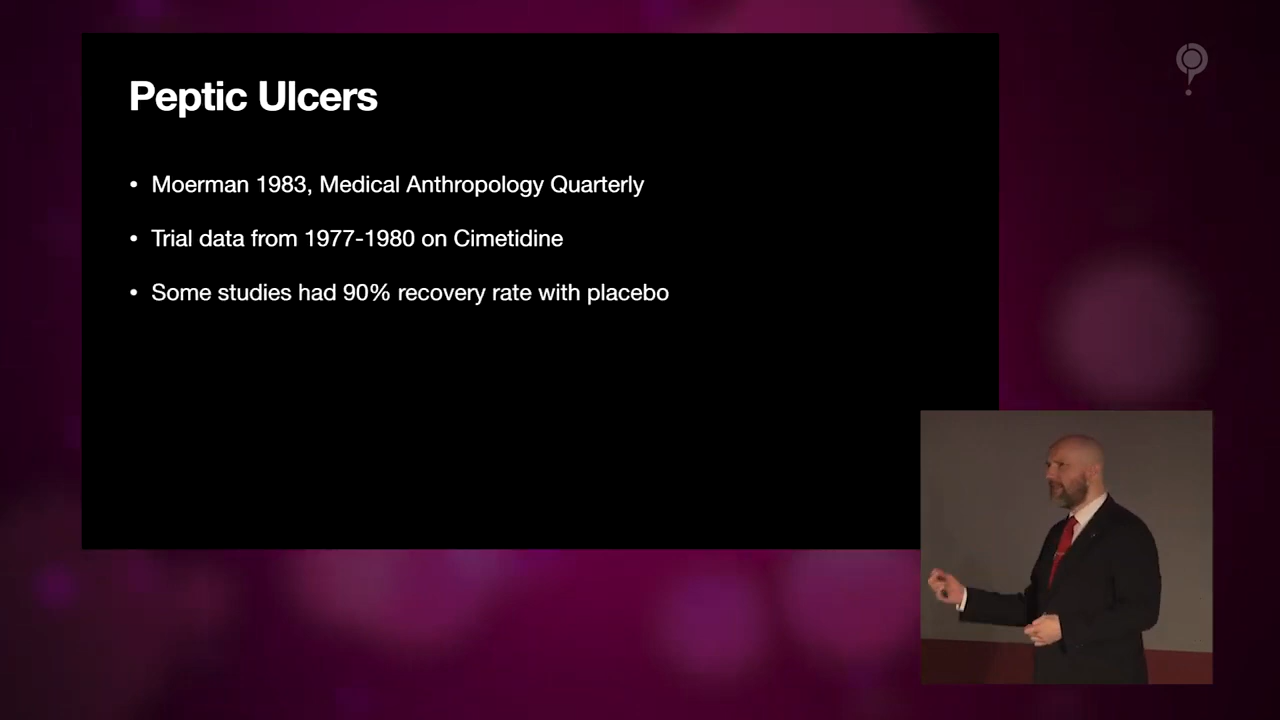 Peptic Ulcers
• Moerman 1983, Medical Anthropology Quarterly
• Trial data from 1977-1980 on Cimetidine
• Some studies had 90% recovery rate with placebo